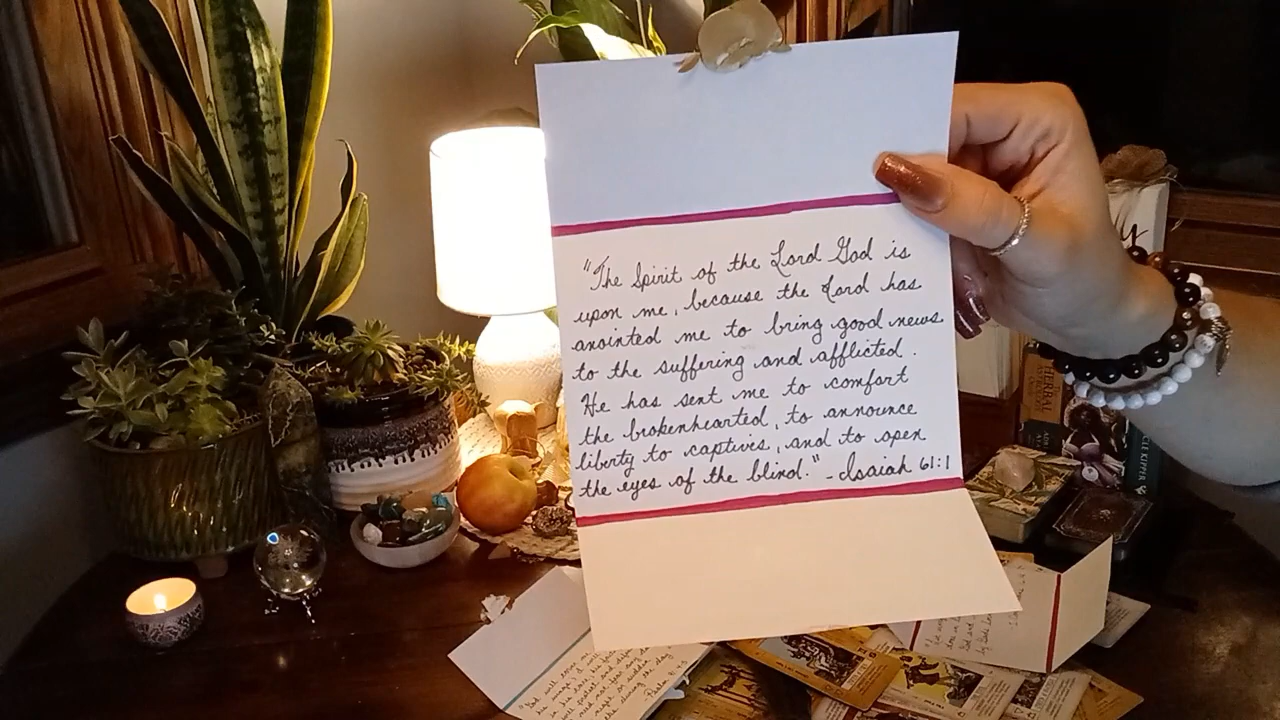 "The Spirit of the Lord God is
upon me, because the Lord has
anointed me to bring good news
to the suffering and afflicted.
He has sent me to comfort
the brokenhearted, to announce
liberty to captives, and to open
the eyes of the blind." - Isaiah 61:1
HERBAL
Psalm